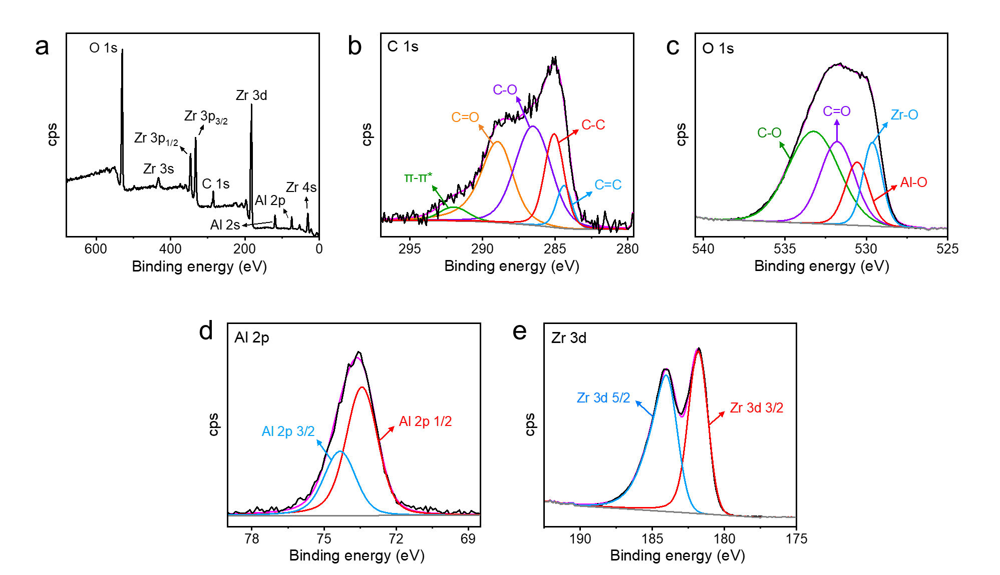 a
O 1s
Zr 3d
Zr 3p3/2
Zr 3p1/2
Zr 3s
C 1s
Zr 4s
Al 2p
Al 2s
cps
600
400
200
0
Binding energy (eV)
b
C 1s
C-O
C=O
C-C
π-π*
C=C
cps
295
290
285
280
Binding energy (eV)
c
O 1s
C=O
Zr-O
C-O
Al-O
cps
540
535
530
525
Binding energy (eV)
d
Al 2p
Al 2p 1/2
Al 2p 3/2
cps
78
75
72
69
Binding energy (eV)
e
Zr 3d
Zr 3d 5/2
Zr 3d 3/2
cps
190
185
180
175
Binding energy (eV)